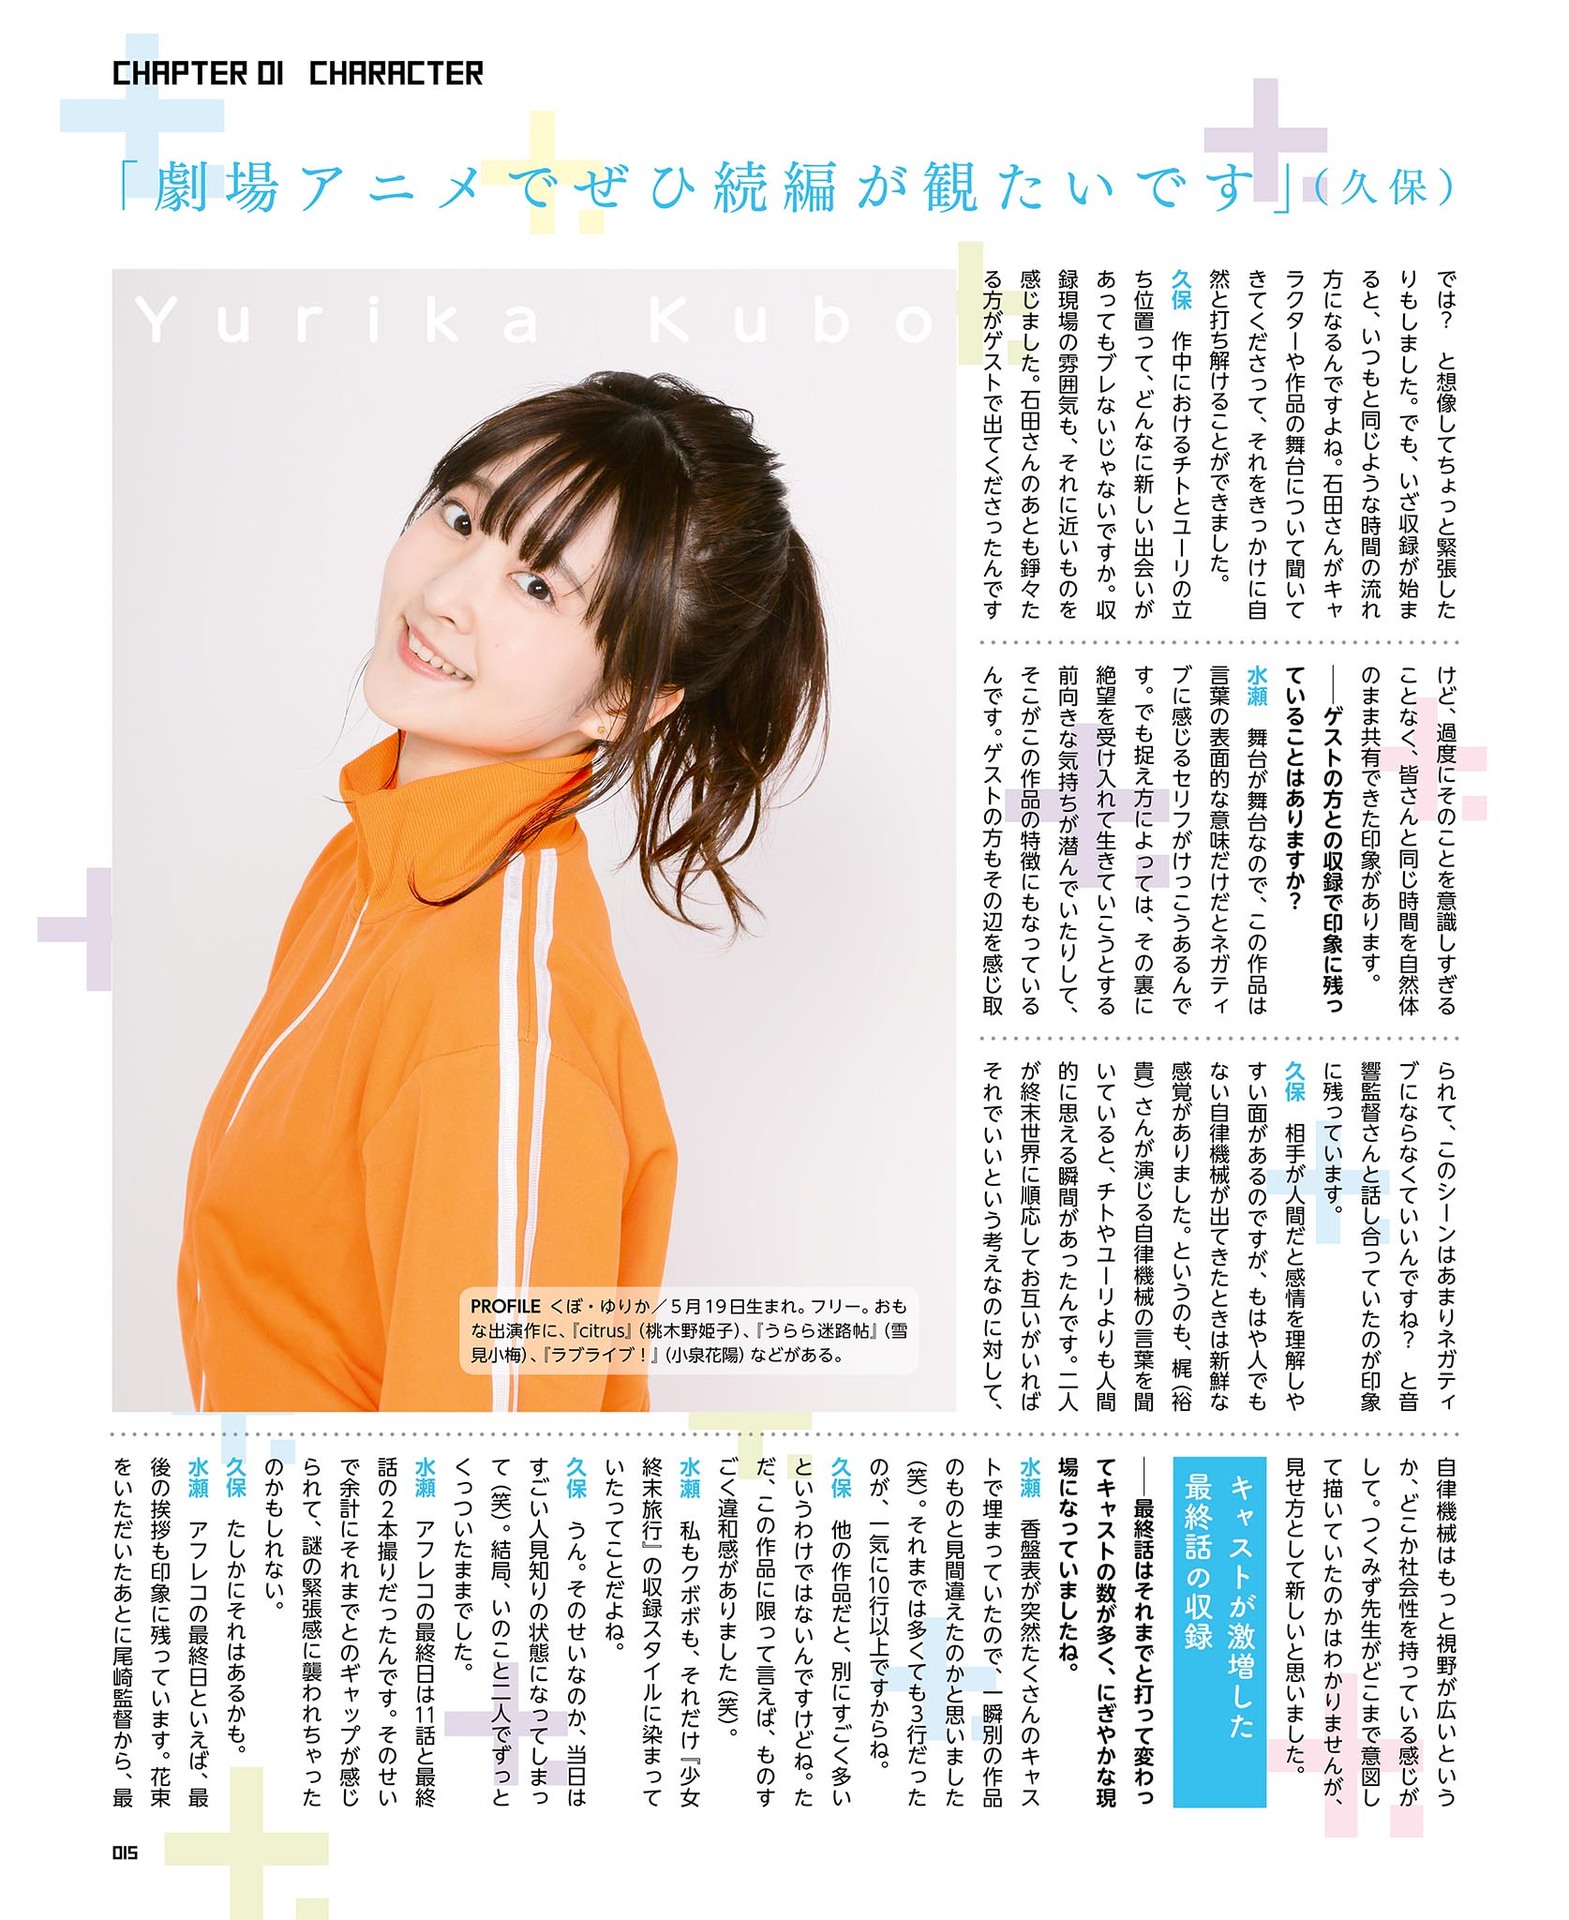 CHAPTER 01 CHARACTER
「劇場アニメでぜひ続編が観たいです」（久保）
Yurika Kubo
では？　と想像してちょっと緊張した
りもしました。でも、いざ収録が始ま
ると、いつもと同じような時間の流れ
方になるんですよね。石田さんがキャ
ラクターや作品の舞台について聞いて
きてくださって、それをきっかけに自
然と打ち解けることができました。
久保　作中におけるチトとユーリの立
ち位置って、どんなに新しい出会いが
あってもブレないじゃないですか。収
録現場の雰囲気も、それに近いものを
感じました。石田さんのあとも錚々た
る方がゲストで出てくださったんです
けど、過度にそのことを意識しすぎる
ことなく、皆さんと同じ時間を自然体
のまま共有できた印象があります。
――ゲストの方との収録で印象に残っ
ていることはありますか？
水瀬　舞台が舞台なので、この作品は
言葉の表面的な意味だけだとネガティ
ブに感じるセリフがけっこうあるんで
す。でも捉え方によっては、その裏に
絶望を受け入れて生きていこうとする
前向きな気持ちが潜んでいたりして、
そこがこの作品の特徴にもなっている
んです。ゲストの方もその辺を感じ取
られて、このシーンはあまりネガティ
ブにならなくていいんですね？　と音
響監督さんと話し合っていたのが印象
に残っています。
久保　相手が人間だと感情を理解しや
すい面があるのですが、もはや人でも
ない自律機械が出てきたときは新鮮な
感覚がありました。というのも、梶（裕
貴）さんが演じる自律機械の言葉を聞
いていると、チトやユーリよりも人間
的に思える瞬間があったんです。二人
が終末世界に順応してお互いがいれば
それでいいという考えなのに対して、
PROFILE くぼ・ゆりか／5月19日生まれ。フリー。おも
な出演作に、『citrus』（桃木野姫子）、『うらら迷路帖』（雪
見小梅）、『ラブライブ！』（小泉花陽）などがある。
自律機械はもっと視野が広いという
か、どこか社会性を持っている感じが
して。つくみず先生がどこまで意図し
て描いていたのかはわかりませんが、
見せ方として新しいと思いました。
キャストが激増した
最終話の収録
――最終話はそれまでと打って変わっ
てキャストの数が多く、にぎやかな現
場になっていましたね。
水瀬　香盤表が突然たくさんのキャス
トで埋まっていたので、一瞬別の作品
のものと見間違えたのかと思いました
（笑）。それまでは多くても3行だった
のが、一気に10行以上ですからね。
久保　他の作品だと、別にすごく多い
というわけではないんですけどね。た
だ、この作品に限って言えば、ものす
ごく違和感がありました（笑）。
水瀬　私もクボボも、それだけ『少女
終末旅行』の収録スタイルに染まって
いたってことだよね。
久保　うん。そのせいなのか、当日は
すごい人見知りの状態になってしまっ
て（笑）。結局、いのこと二人でずっと
くっついたままでした。
水瀬　アフレコの最終日は11話と最終
話の2本撮りだったんです。そのせい
で余計にそれまでとのギャップが感じ
られて、謎の緊張感に襲われちゃった
のかもしれない。
久保　たしかにそれはあるかも。
水瀬　アフレコの最終日といえば、最
後の挨拶も印象に残っています。花束
をいただいたあとに尾崎監督から、最
015